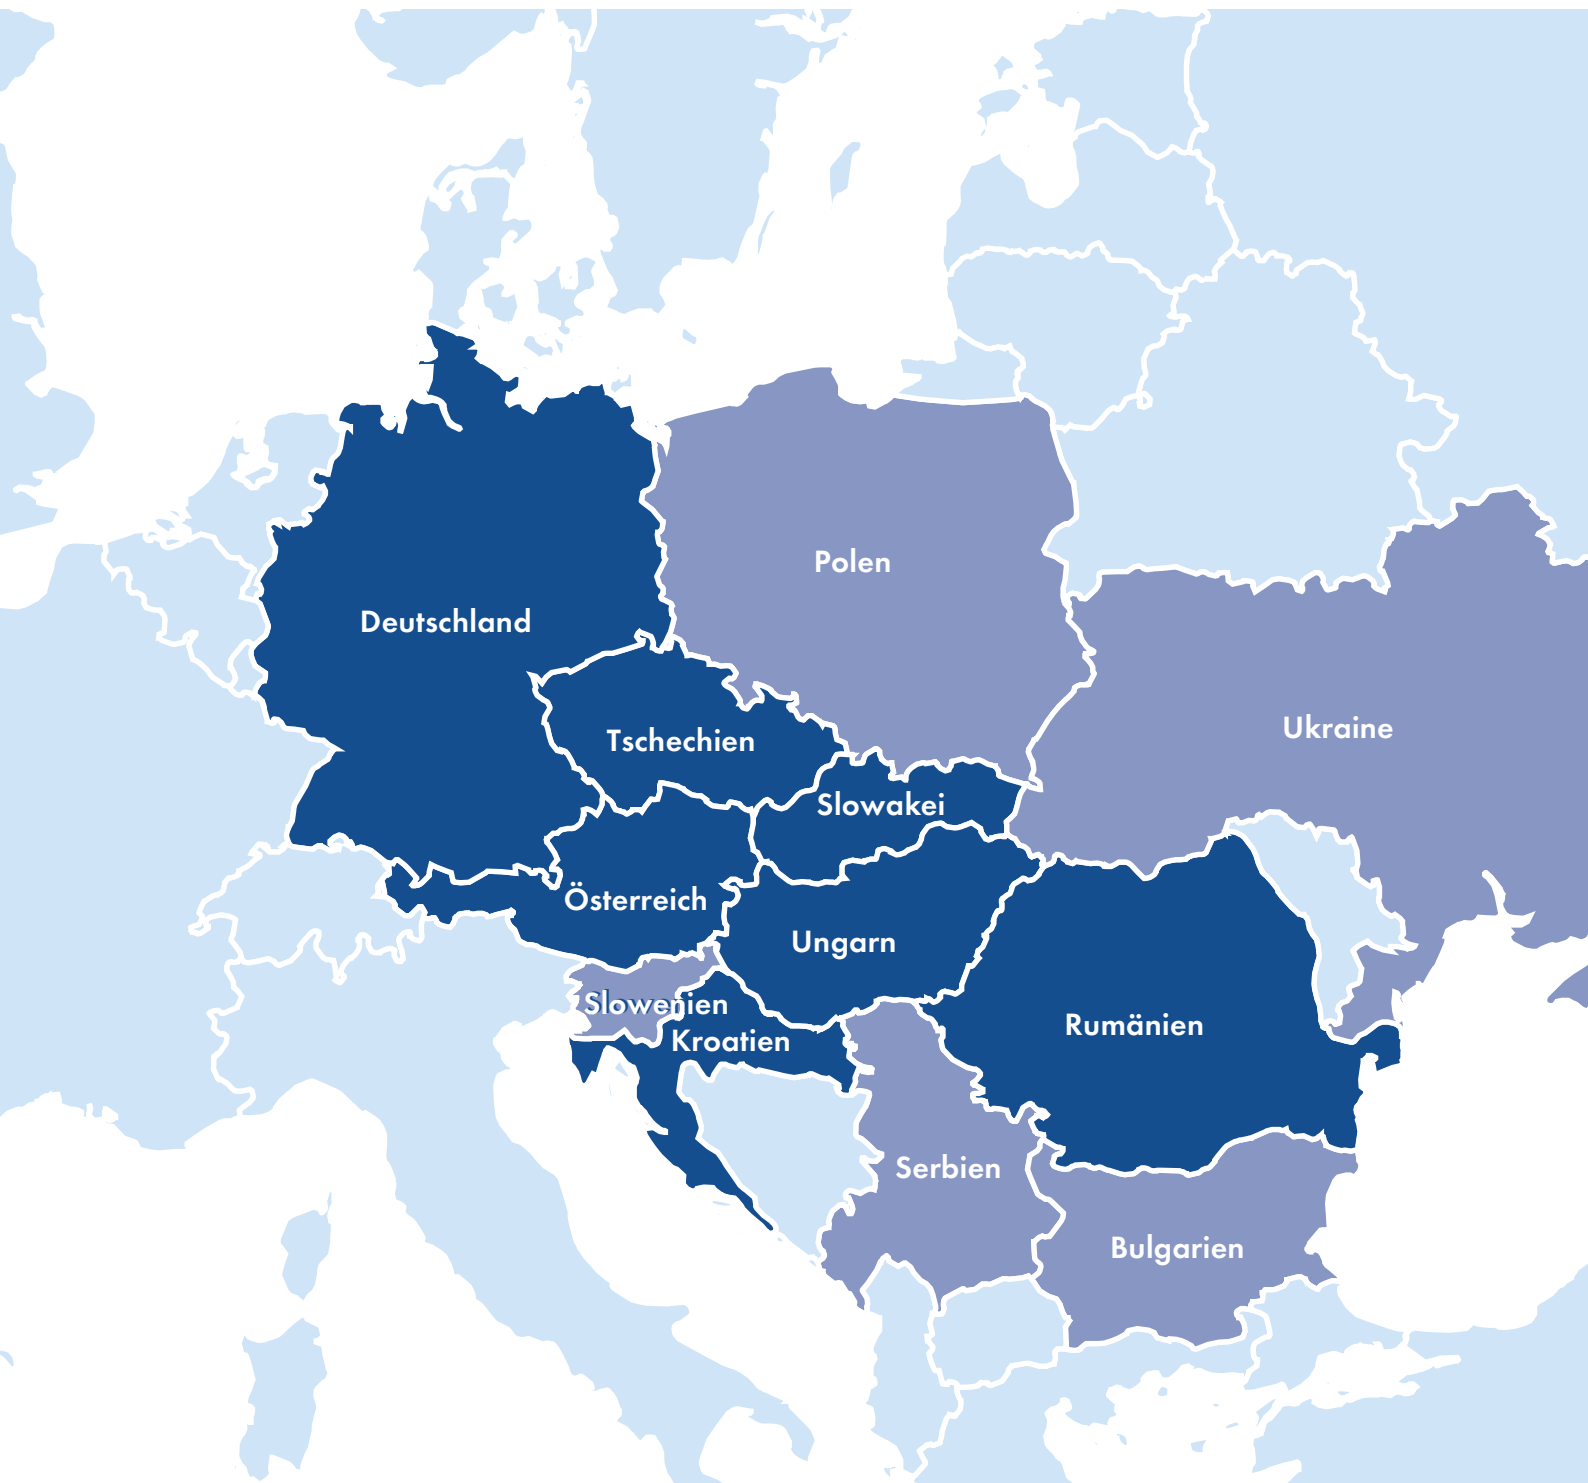 Polen
Deutschland
Ukraine
Tschechien
Slowakei
Österreich
Ungarn
Slowenien
Rumänien
Kroatien
Serbien
Bulgarien